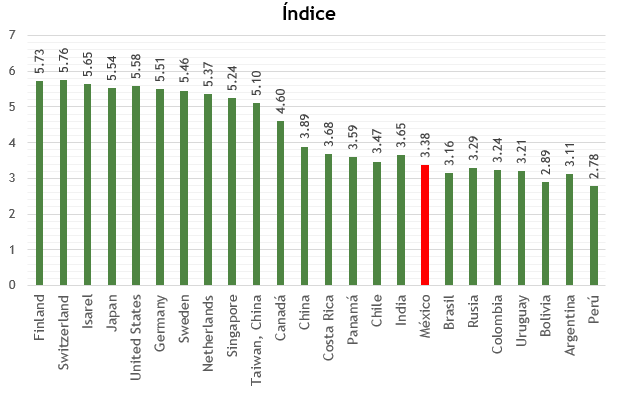 Índice
7
6
5
4
3
2
1
0
5.73
5.76
5.65
5.54
5.58
5.51
5.46
5.37
5.24
5.10
4.60
3.89
3.68
3.59
3.47
3.65
3.38
3.16
3.29
3.24
3.21
2.89
3.11
2.78
Finland
Switzerland
Isarel
Japan
United States
Germany
Sweden
Netherlands
Singapore
Taiwan, China
Canadá
China
Costa Rica
Panamá
Chile
India
México
Brasil
Rusia
Colombia
Uruguay
Bolivia
Argentina
Perú